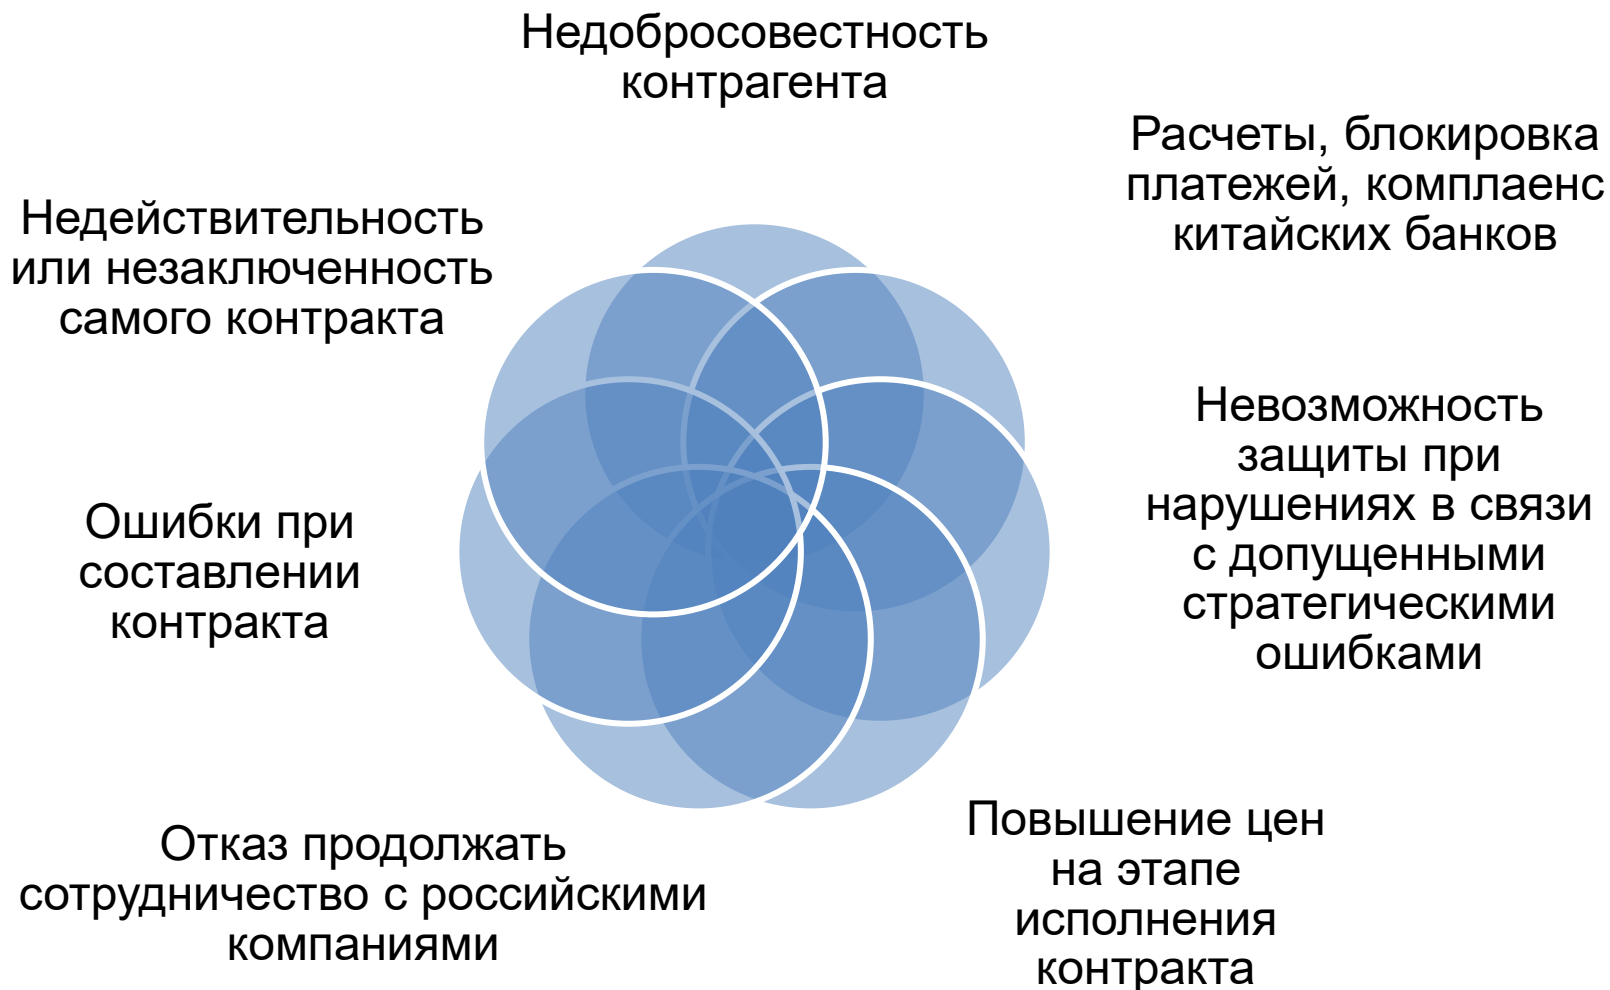 Недобросовестность
контрагента
Расчеты, блокировка
платежей, комплаенс
китайских банков
Невозможность
защиты при
нарушениях в связи
с допущенными
стратегическими
ошибками
Повышение цен
на этапе
исполнения
контракта
Отказ продолжать
сотрудничество с российскими
компаниями
Ошибки при
составлении
контракта
Недействительность
или незаключенность
самого контракта